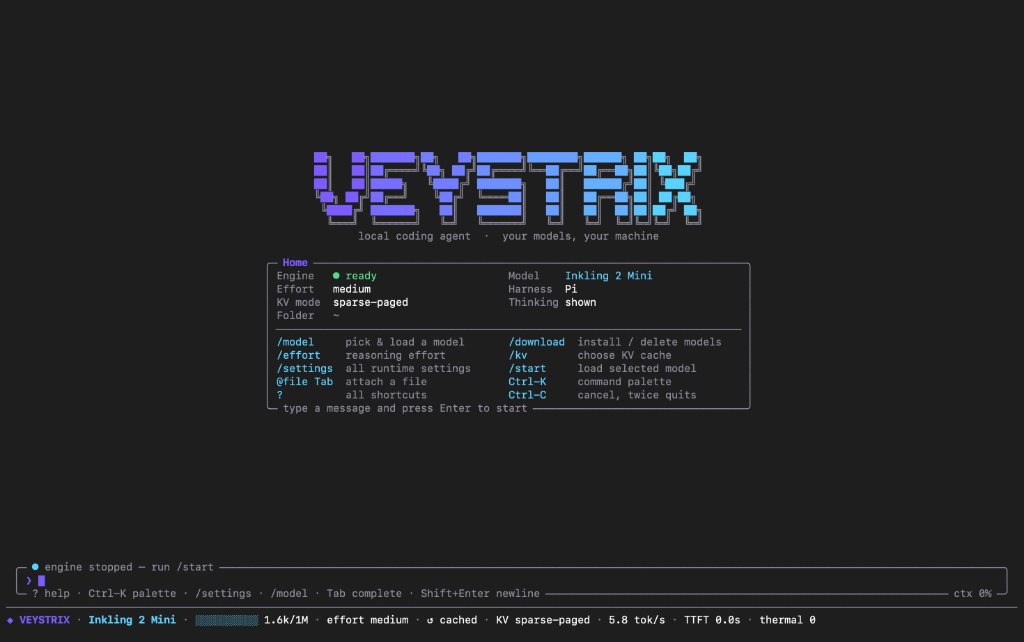 VEYSTRIX
local coding agent · your models, your machine
Home
Engine ● ready Model Inkling 2 Mini
Effort medium Harness Pi
KV mode sparse-paged Thinking shown
Folder ~
/model pick & load a model /download install / delete models
/effort reasoning effort /kv choose KV cache
/settings all runtime settings /start load selected model
@file Tab attach a file Ctrl-K command palette
? all shortcuts Ctrl-C cancel, twice quits
type a message and press Enter to start
● engine stopped — run /start
❯
? help · Ctrl-K palette · /settings · /model · Tab complete · Shift+Enter newline ctx 0%
◆ VEYSTRIX · Inkling 2 Mini · ░░░░░░░░░░ 1.6k/1M · effort medium · ↺ cached · KV sparse-paged · 5.8 tok/s · TTFT 0.0s · thermal 0